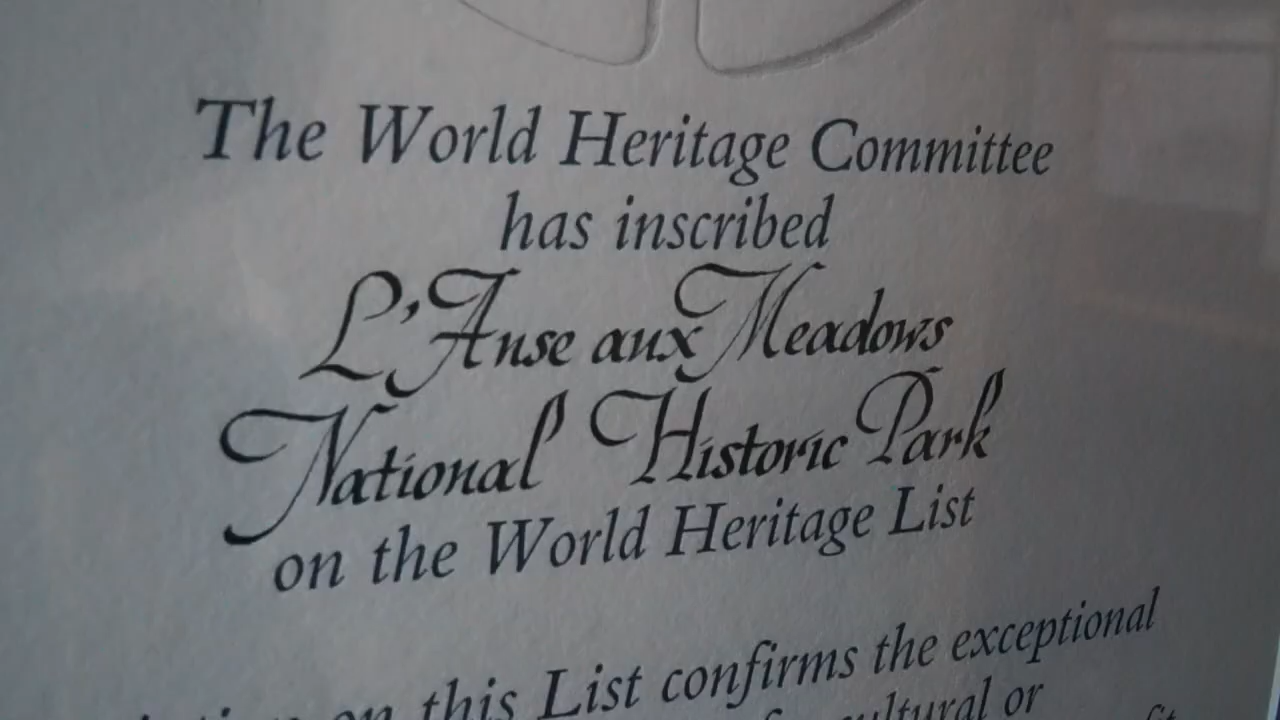 The World Heritage Committee
has inscribed
L'Anse aux Meadows
National Historic Park
on the World Heritage List
on this List confirms the exceptional
cultural or